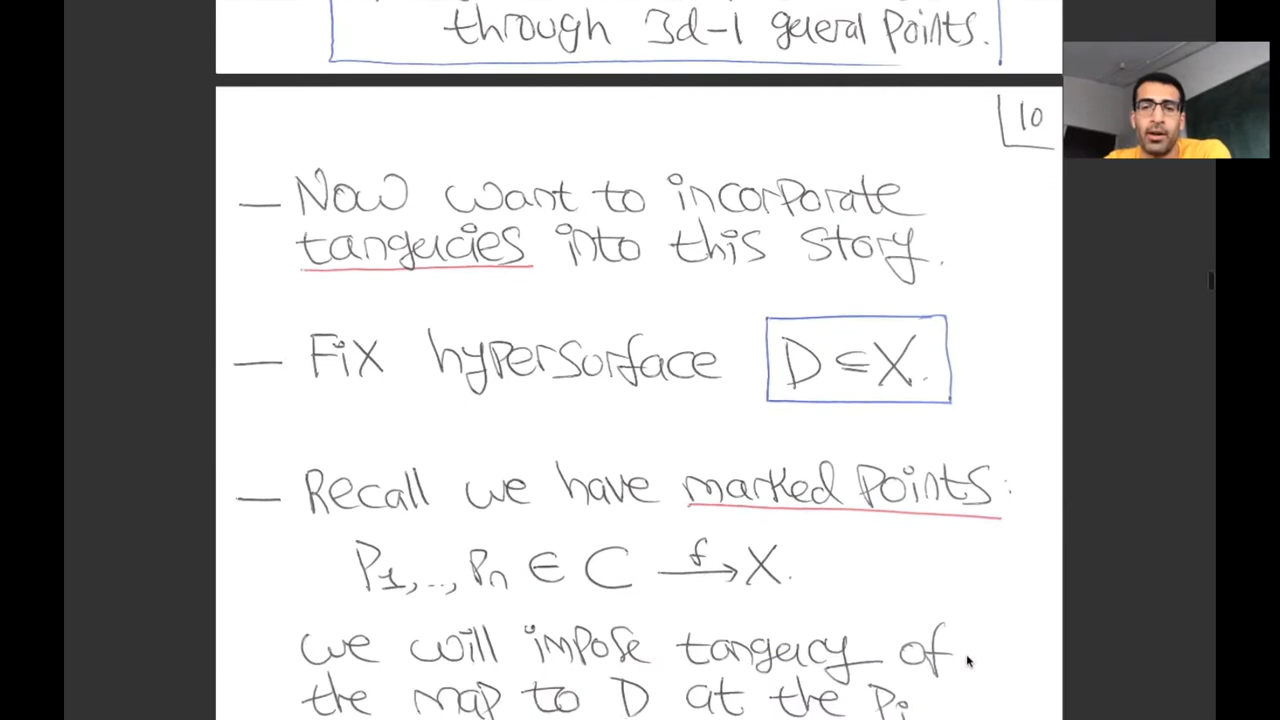 through 3d-1 general points.
10
— Now want to incorporate
tangencies into this story.
— Fix hypersurface D ⊆ X.
— Recall we have marked points:
P1,..., Pn ∈ C —f→ X.
we will impose tangency of
the map to D at the Pi